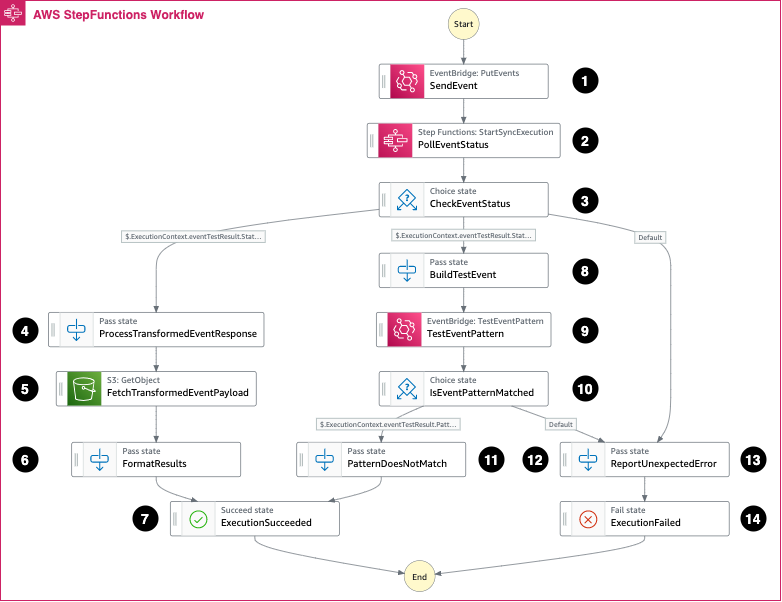 AWS StepFunctions Workflow
Start
EventBridge: PutEvents
SendEvent
1
Step Functions: StartSyncExecution
PollEventStatus
2
Choice state
CheckEventStatus
3
$.ExecutionContext.eventTestResult.Stat...
$.ExecutionContext.eventTestResult.Stat...
Default
Pass state
BuildTestEvent
8
4
Pass state
ProcessTransformedEventResponse
EventBridge: TestEventPattern
TestEventPattern
9
5
S3: GetObject
FetchTransformedEventPayload
Choice state
IsEventPatternMatched
10
$.ExecutionContext.eventTestResult.Patt...
Default
6
Pass state
FormatResults
Pass state
PatternDoesNotMatch
11
12
Pass state
ReportUnexpectedError
13
7
Succeed state
ExecutionSucceeded
Fail state
ExecutionFailed
14
End